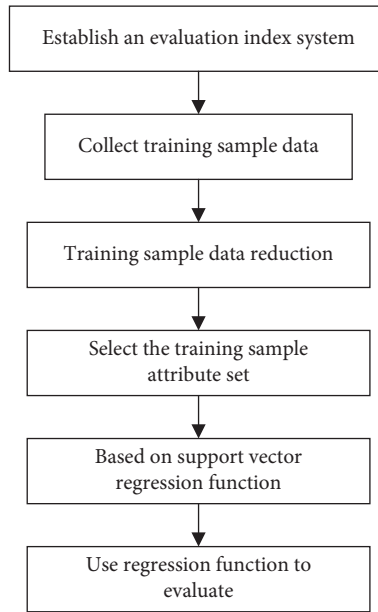 Establish an evaluation index system
Collect training sample data
Training sample data reduction
Select the training sample
attribute set
Based on support vector
regression function
Use regression function to
evaluate